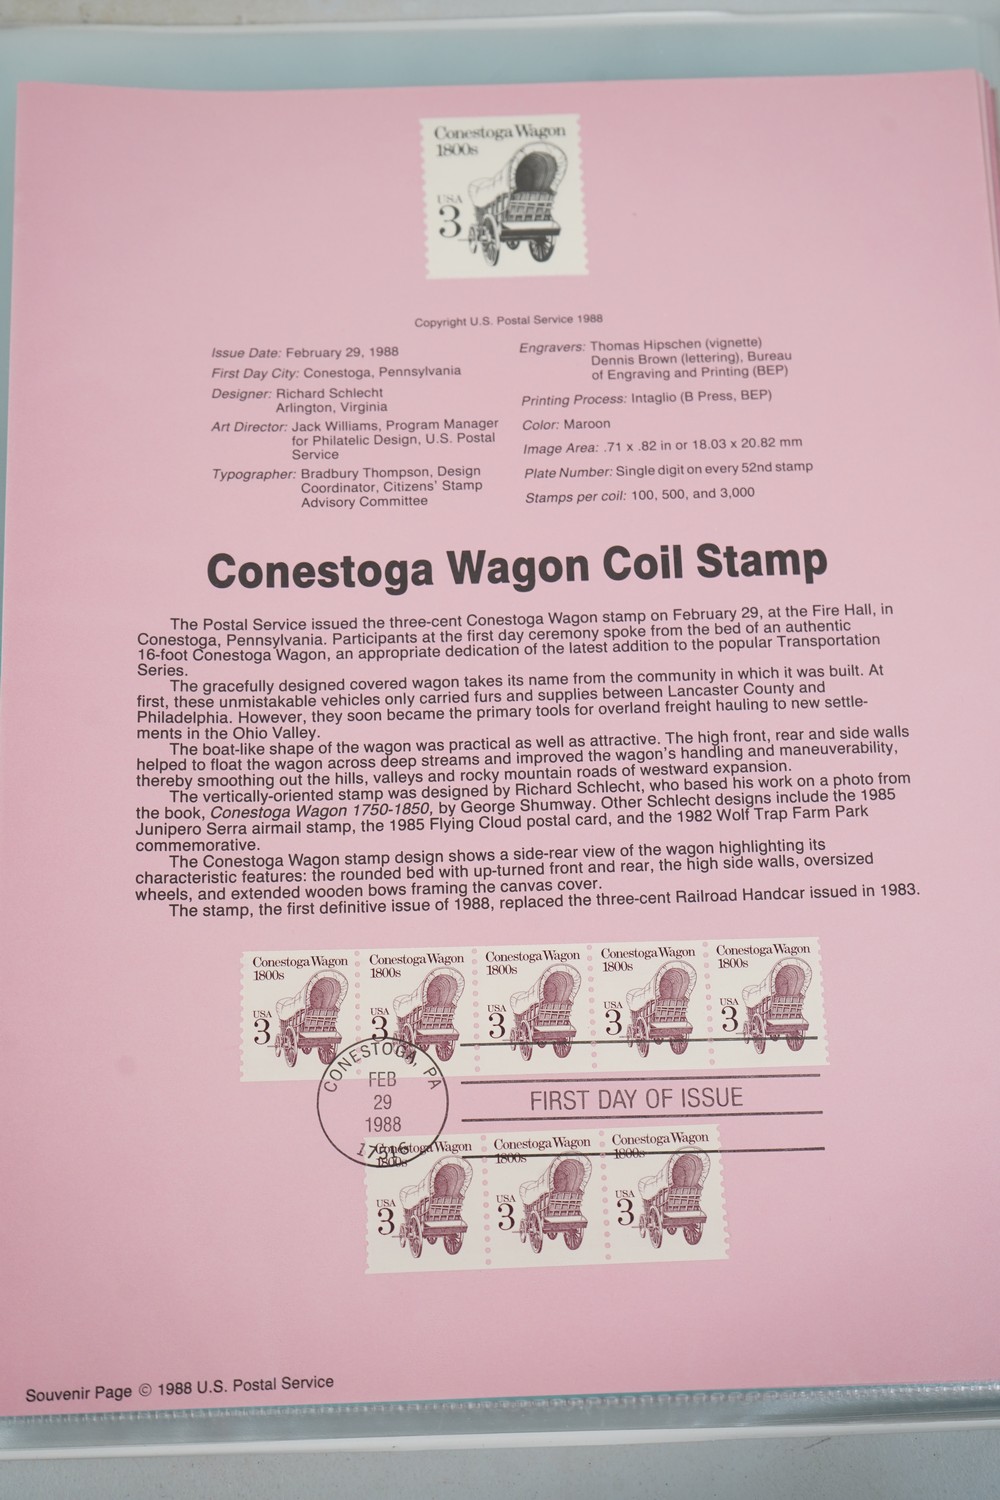 Conestoga Wagon
1800s
USA
3
Copyright U.S. Postal Service 1988
Issue Date: February 29, 1988
First Day City: Conestoga, Pennsylvania
Designer: Richard Schlecht
Arlington, Virginia
Art Director: Jack Williams, Program Manager
for Philatelic Design, U.S. Postal
Service
Typographer: Bradbury Thompson, Design
Coordinator, Citizens' Stamp
Advisory Committee
Engravers: Thomas Hipschen (vignette)
Dennis Brown (lettering), Bureau
of Engraving and Printing (BEP)
Printing Process: Intaglio (B Press, BEP)
Color: Maroon
Image Area: .71 x .82 in or 18.03 x 20.82 mm
Plate Number: Single digit on every 52nd stamp
Stamps per coil: 100, 500, and 3,000
Conestoga Wagon Coil Stamp
The Postal Service issued the three-cent Conestoga Wagon stamp on February 29, at the Fire Hall, in
Conestoga, Pennsylvania. Participants at the first day ceremony spoke from the bed of an authentic
16-foot Conestoga Wagon, an appropriate dedication of the latest addition to the popular Transportation
Series.
The gracefully designed covered wagon takes its name from the community in which it was built. At
first, these unmistakable vehicles only carried furs and supplies between Lancaster County and
Philadelphia. However, they soon became the primary tools for overland freight hauling to new settle-
ments in the Ohio Valley.
The boat-like shape of the wagon was practical as well as attractive. The high front, rear and side walls
helped to float the wagon across deep streams and improved the wagon's handling and maneuverability,
thereby smoothing out the hills, valleys and rocky mountain roads of westward expansion.
The vertically-oriented stamp was designed by Richard Schlecht, who based his work on a photo from
the book, Conestoga Wagon 1750-1850, by George Shumway. Other Schlecht designs include the 1985
Junipero Serra airmail stamp, the 1985 Flying Cloud postal card, and the 1982 Wolf Trap Farm Park
commemorative.
The Conestoga Wagon stamp design shows a side-rear view of the wagon highlighting its
characteristic features: the rounded bed with up-turned front and rear, the high side walls, oversized
wheels, and extended wooden bows framing the canvas cover.
The stamp, the first definitive issue of 1988, replaced the three-cent Railroad Handcar issued in 1983.
Conestoga Wagon
1800s
USA
3
Conestoga Wagon
1800s
USA
3
Conestoga Wagon
1800s
USA
3
Conestoga Wagon
1800s
USA
3
Conestoga Wagon
1800s
USA
3
CONESTOGA, PA
FEB
29
1988
17516
FIRST DAY OF ISSUE
Conestoga Wagon
1800s
USA
3
Conestoga Wagon
1800s
USA
3
Conestoga Wagon
1800s
USA
3
Souvenir Page © 1988 U.S. Postal Service